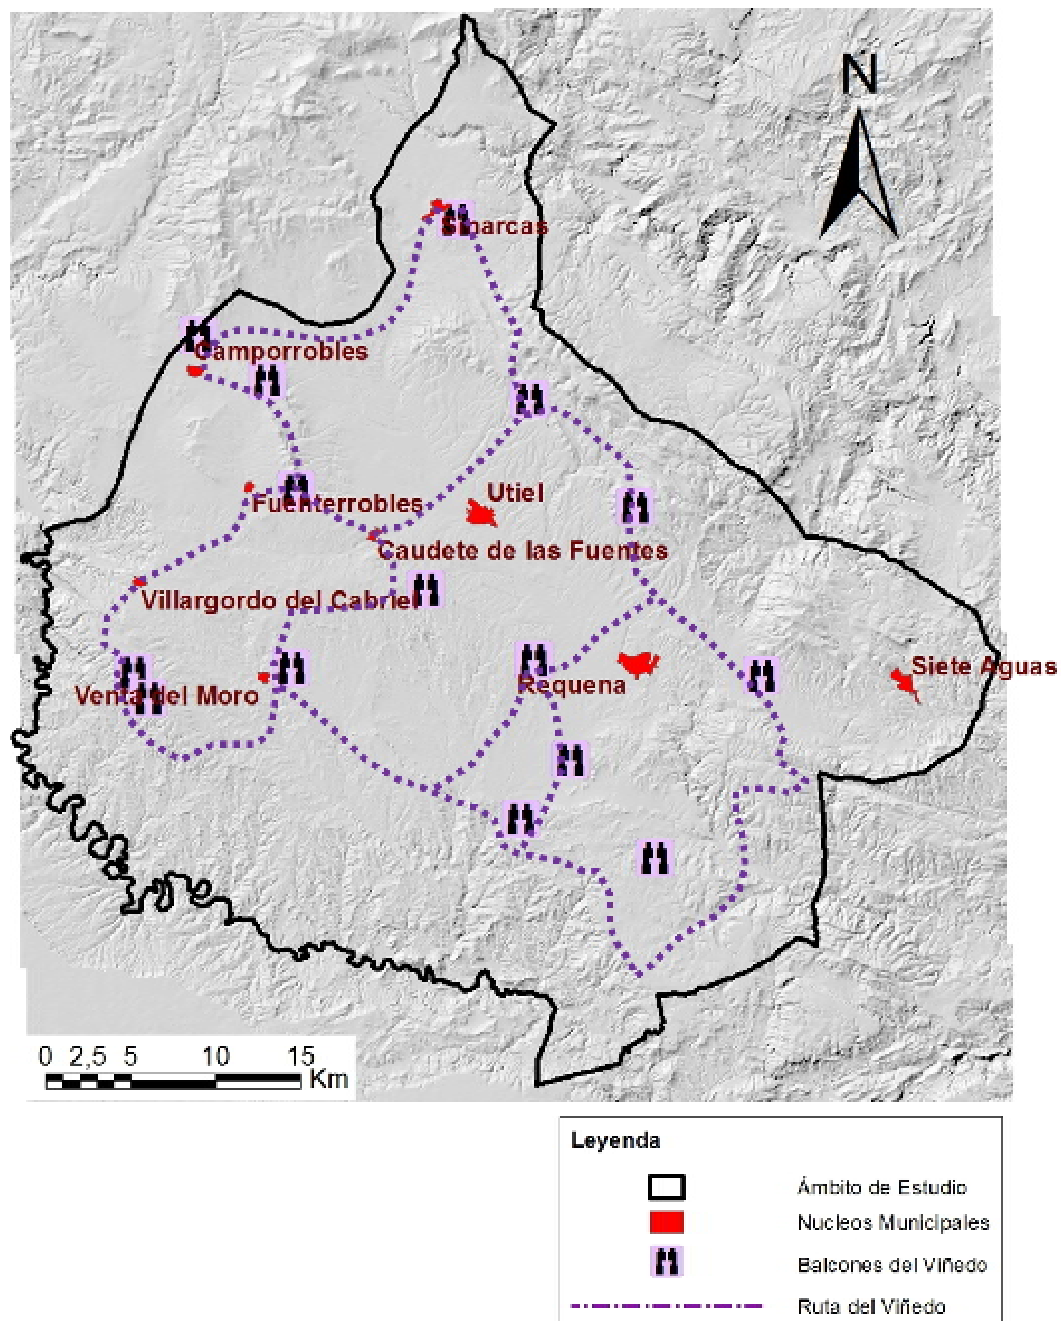 N
Sinarcas
Camporrobles
Utiel
Fuenterrobles
Caudete de las Fuentes
Villargordo del Cabriel
Siete Aguas
Requena
Venta del Moro
0 2,5 5 10 15
Km
Leyenda
Ámbito de Estudio
Nucleos Municipales
Balcones del Viñedo
Ruta del Viñedo